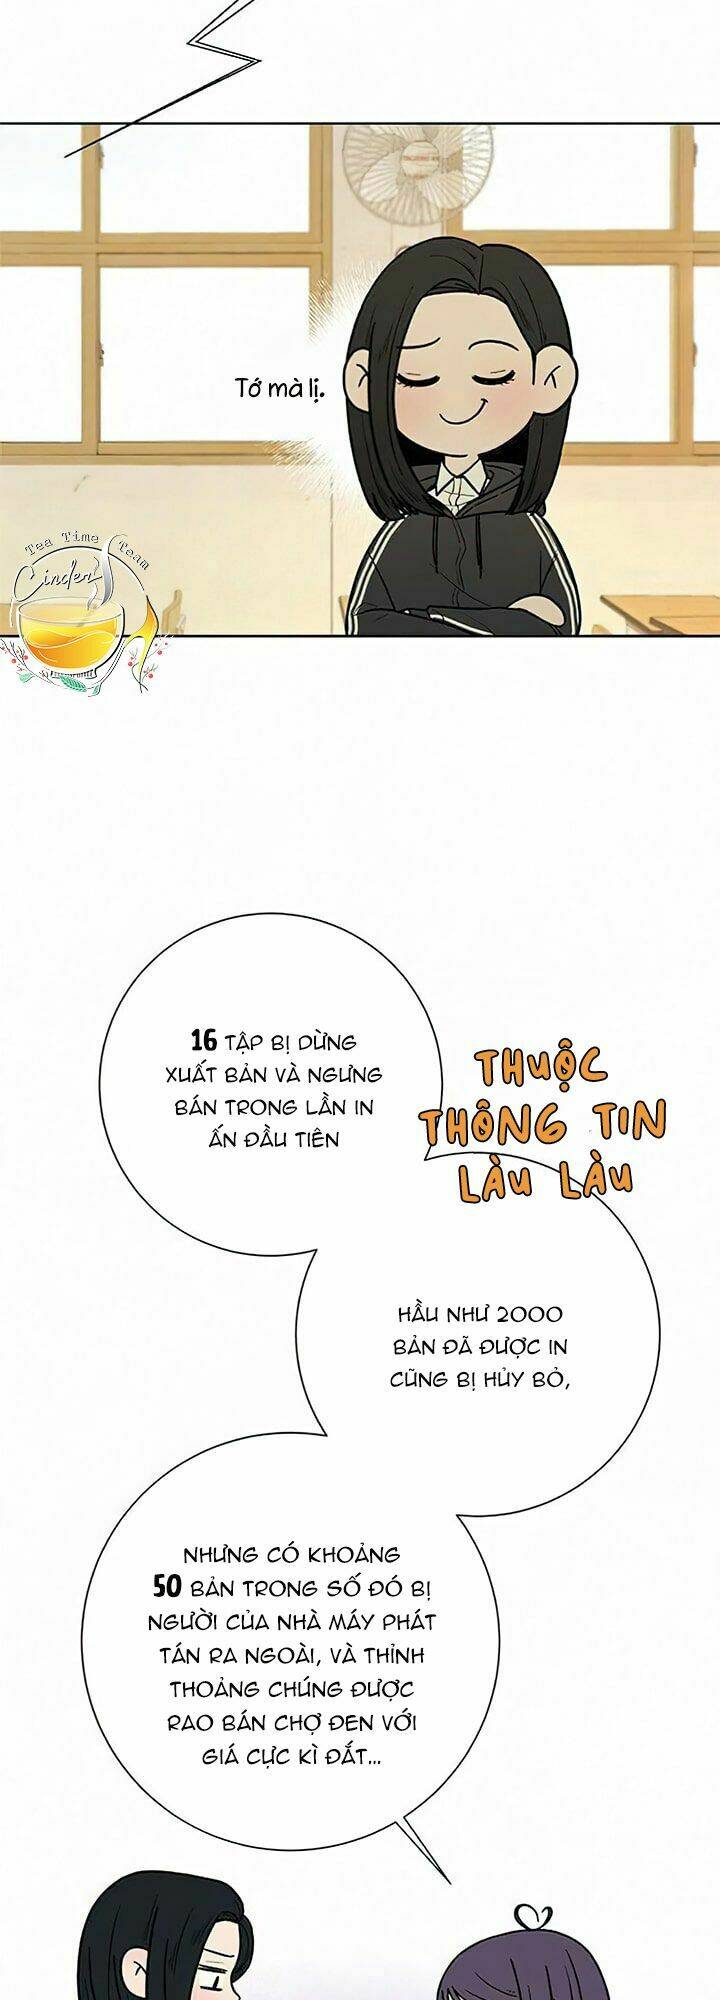 Tớ mà lị.
Tea Time Team
Cinder
16 TẬP BỊ DỪNG
XUẤT BẢN VÀ NGƯNG
BÁN TRONG LẦN IN
ẤN ĐẦU TIÊN
THUỘC
THÔNG TIN
LÀU LÀU
HẦU NHƯ 2000
BẢN ĐÃ ĐƯỢC IN
CŨNG BỊ HỦY BỎ,
NHƯNG CÓ KHOẢNG
50 BẢN TRONG SỐ ĐÓ BỊ
NGƯỜI CỦA NHÀ MÁY PHÁT
TÁN RA NGOÀI, VÀ THỈNH
THOẢNG CHÚNG ĐƯỢC
RAO BÁN CHỢ ĐEN VỚI
GIÁ CỰC KÌ ĐẮT...